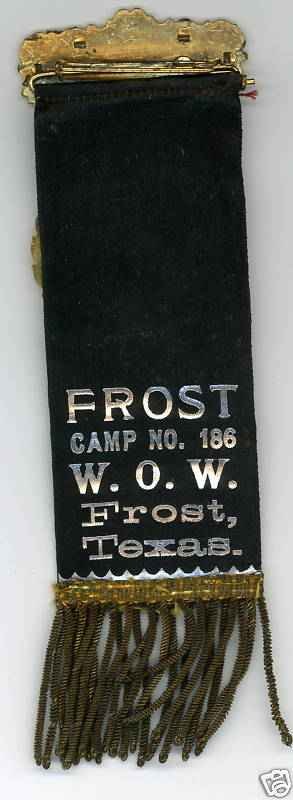 FROST
CAMP NO. 186
W. O. W.
Frost,
Texas.